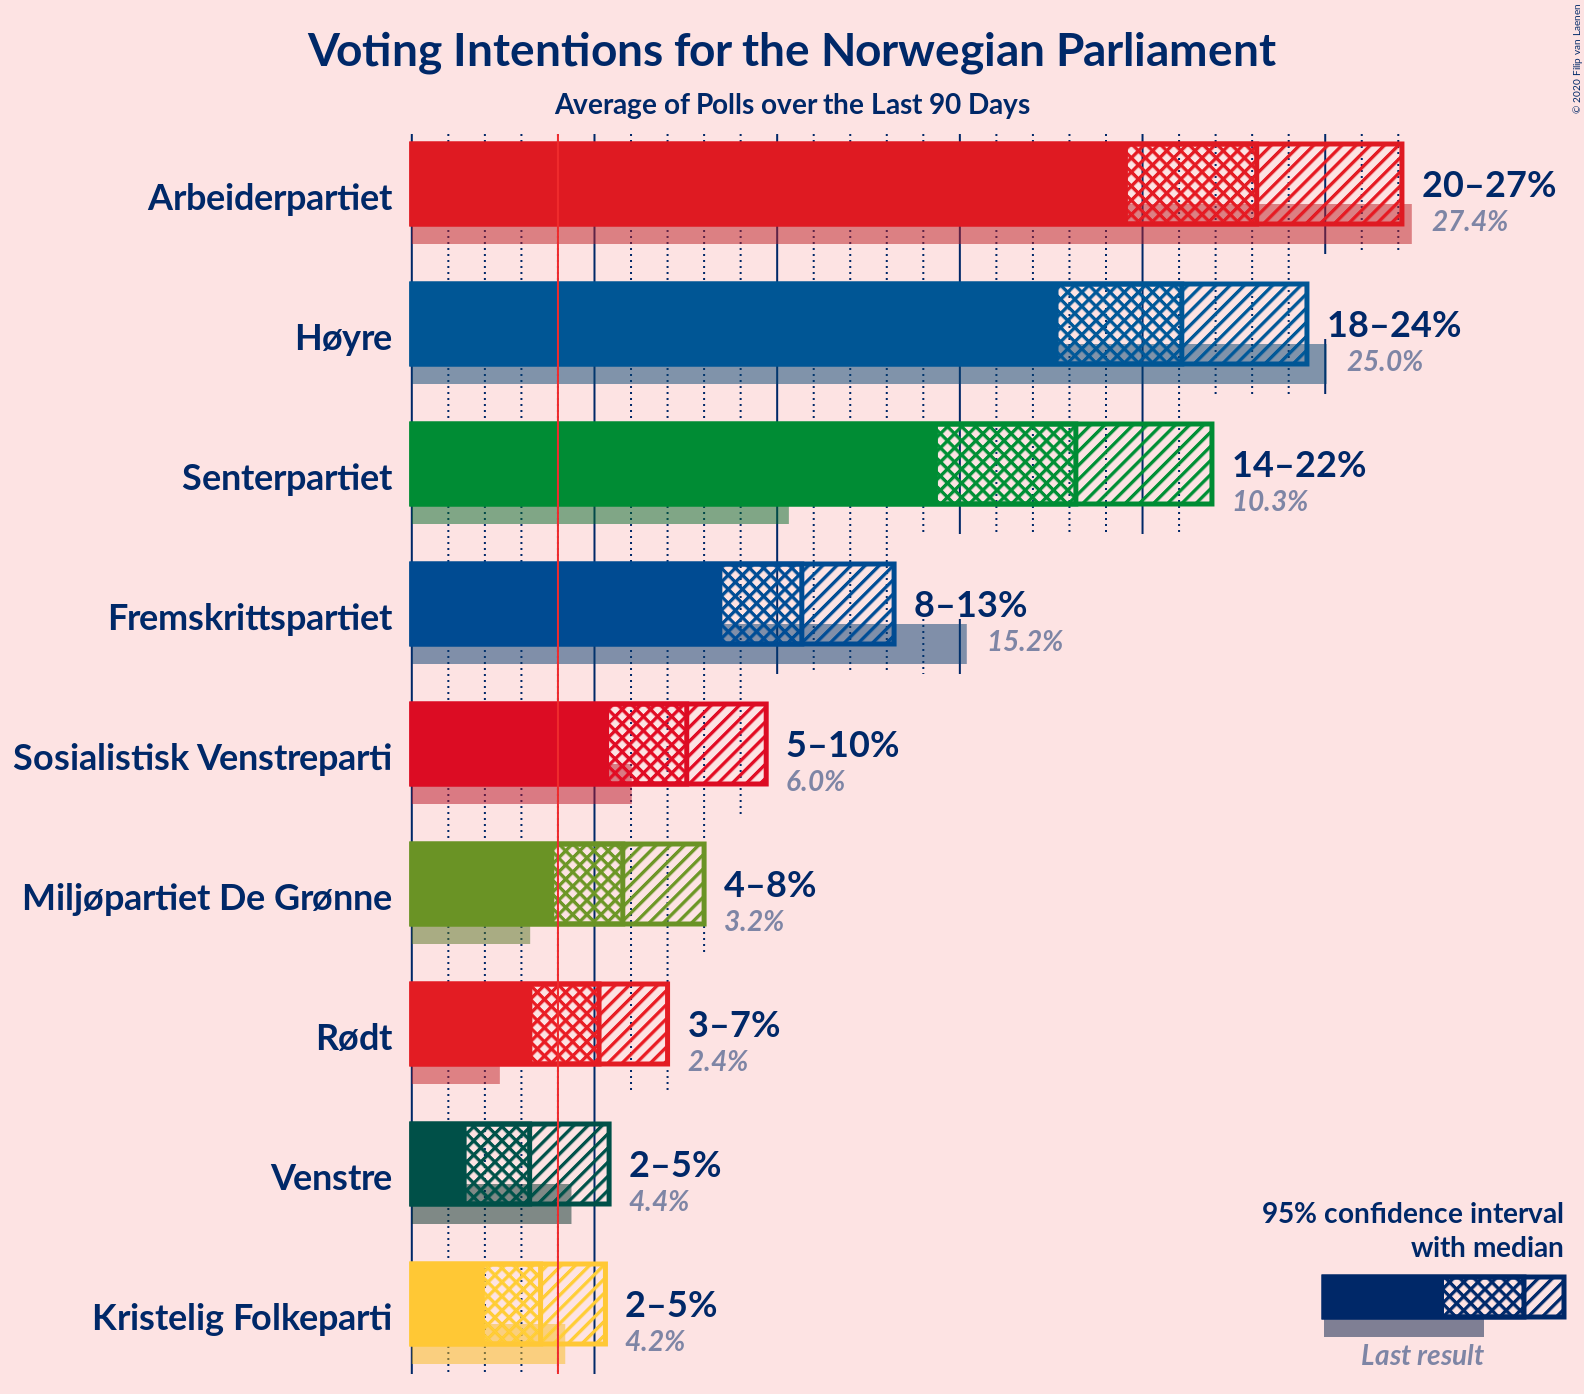 Voting Intentions for the Norwegian Parliament
Average of Polls over the Last 90 Days
© 2020 Filip van Laenen
Arbeiderpartiet
20–27%
27.4%
Høyre
18–24%
25.0%
Senterpartiet
14–22%
10.3%
Fremskrittspartiet
8–13%
15.2%
Sosialistisk Venstreparti
5–10%
6.0%
Miljøpartiet De Grønne
4–8%
3.2%
Rødt
3–7%
2.4%
Venstre
2–5%
4.4%
Kristelig Folkeparti
2–5%
4.2%
95% confidence interval
with median
Last result